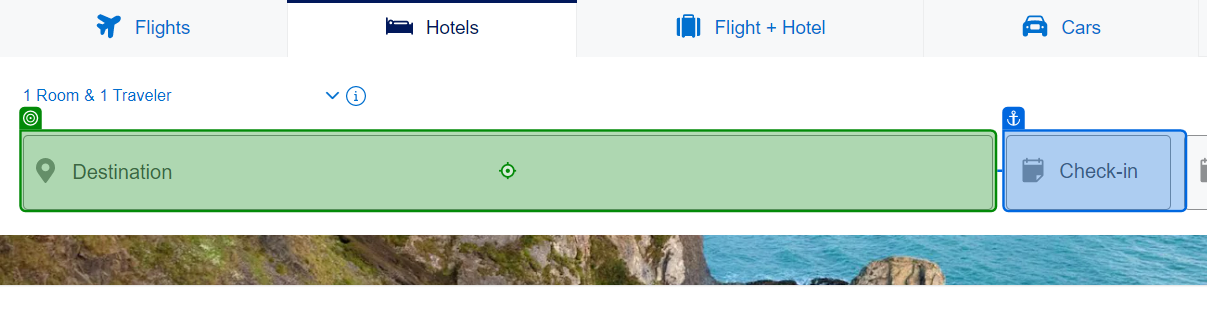 Flights
Hotels
Flight + Hotel
Cars
1 Room & 1 Traveler
Destination
Check-in